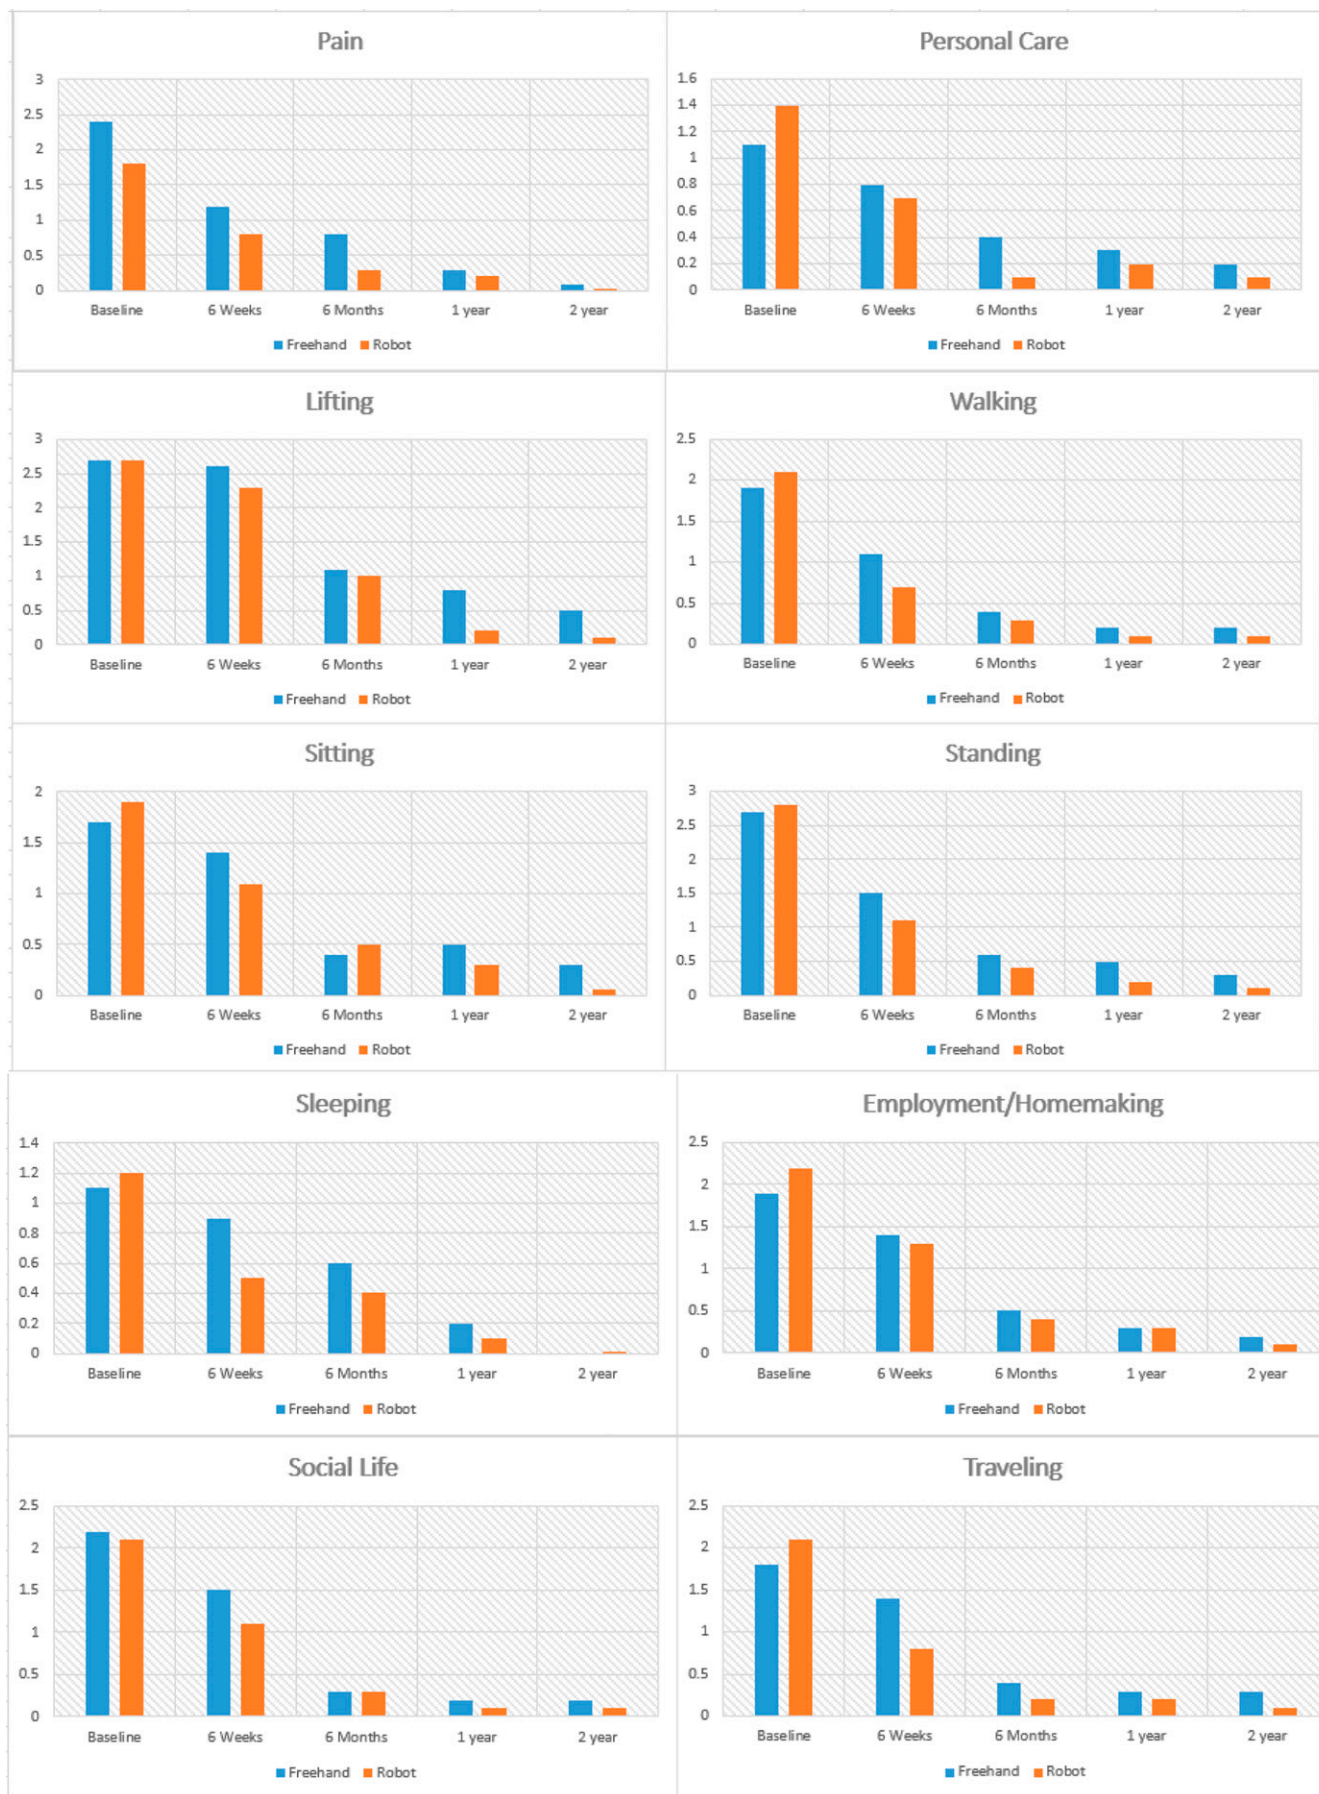 Pain
3
2.5
2
1.5
1
0.5
0
Baseline 6 Weeks 6 Months 1 year 2 year
Freehand Robot
Personal Care
1.6
1.4
1.2
1
0.8
0.6
0.4
0.2
0
Baseline 6 Weeks 6 Months 1 year 2 year
Freehand Robot
Lifting
3
2.5
2
1.5
1
0.5
0
Baseline 6 Weeks 6 Months 1 year 2 year
Freehand Robot
Walking
2.5
2
1.5
1
0.5
0
Baseline 6 Weeks 6 Months 1 year 2 year
Freehand Robot
Sitting
2
1.5
1
0.5
0
Baseline 6 Weeks 6 Months 1 year 2 year
Freehand Robot
Standing
3
2.5
2
1.5
1
0.5
0
Baseline 6 Weeks 6 Months 1 year 2 year
Freehand Robot
Sleeping
1.4
1.2
1
0.8
0.6
0.4
0.2
0
Baseline 6 Weeks 6 Months 1 year 2 year
Freehand Robot
Employment/Homemaking
2.5
2
1.5
1
0.5
0
Baseline 6 Weeks 6 Months 1 year 2 year
Freehand Robot
Social Life
2.5
2
1.5
1
0.5
0
Baseline 6 Weeks 6 Months 1 year 2 year
Freehand Robot
Traveling
2.5
2
1.5
1
0.5
0
Baseline 6 Weeks 6 Months 1 year 2 year
Freehand Robot